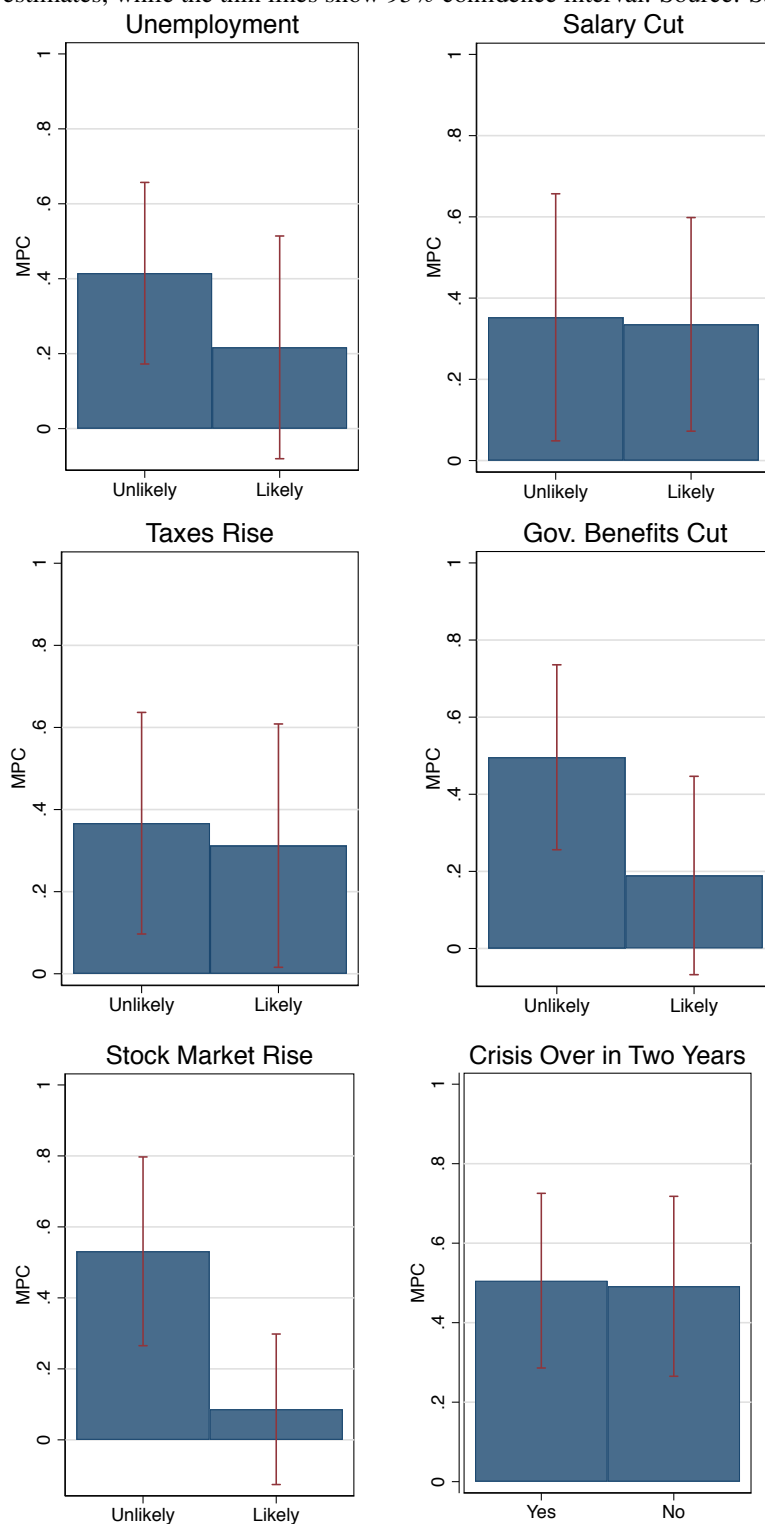 estimates, while the thin lines show 95% confidence interval. Source:
Unemployment
MPC
0 .2 .4 .6 .8 1
Unlikely Likely
Salary Cut
MPC
0 .2 .4 .6 .8 1
Unlikely Likely
Taxes Rise
MPC
0 .2 .4 .6 .8 1
Unlikely Likely
Gov. Benefits Cut
MPC
0 .2 .4 .6 .8 1
Unlikely Likely
Stock Market Rise
MPC
0 .2 .4 .6 .8 1
Unlikely Likely
Crisis Over in Two Years
MPC
0 .2 .4 .6 .8 1
Yes No